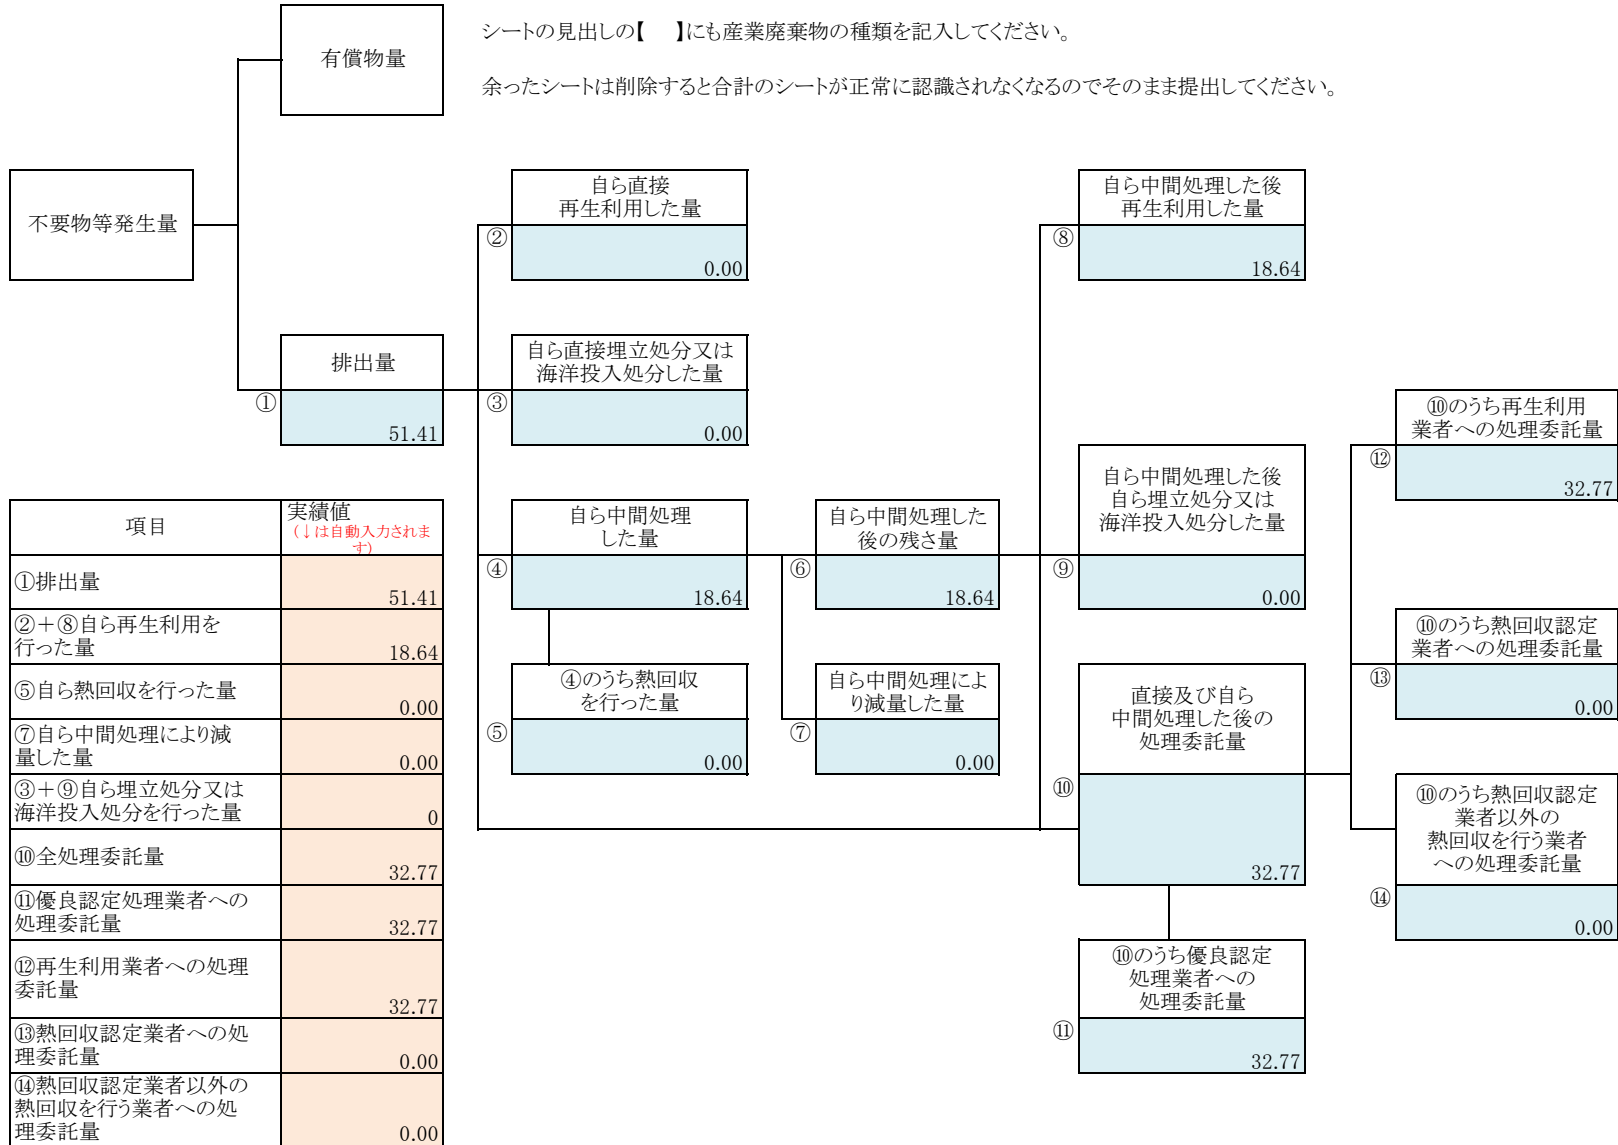 有償物量
シートの見出しの【　】にも産業廃棄物の種類を記入してください。
余ったシートは削除すると合計のシートが正常に認識されなくなるのでそのまま提出してください。
不要物等発生量
自ら直接
再生利用した量
②
0.00
自ら中間処理した後
再生利用した量
⑧
18.64
排出量
①
51.41
自ら直接埋立処分又は
海洋投入処分した量
③
0.00
⑩のうち再生利用
業者への処理委託量
⑫
32.77
自ら中間処理した後
自ら埋立処分又は
海洋投入処分した量
⑨
0.00
自ら中間処理
した量
④
18.64
自ら中間処理した
後の残さ量
⑥
18.64
⑩のうち熱回収認定
業者への処理委託量
⑬
0.00
④のうち熱回収
を行った量
⑤
0.00
自ら中間処理によ
り減量した量
⑦
0.00
直接及び自ら
中間処理した後の
処理委託量
⑩
32.77
⑩のうち熱回収認定
業者以外の
熱回収を行う業者
への処理委託量
⑭
0.00
⑩のうち優良認定
処理業者への
処理委託量
⑪
32.77
項目
実績値
（↓は自動入力されま
す）
①排出量
51.41
②＋⑧自ら再生利用を
行った量
18.64
⑤自ら熱回収を行った量
0.00
⑦自ら中間処理により減
量した量
0.00
③＋⑨自ら埋立処分又は
海洋投入処分を行った量
0
⑩全処理委託量
32.77
⑪優良認定処理業者への
処理委託量
32.77
⑫再生利用業者への処理
委託量
32.77
⑬熱回収認定業者への処
理委託量
0.00
⑭熱回収認定業者以外の
熱回収を行う業者への処
理委託量
0.00